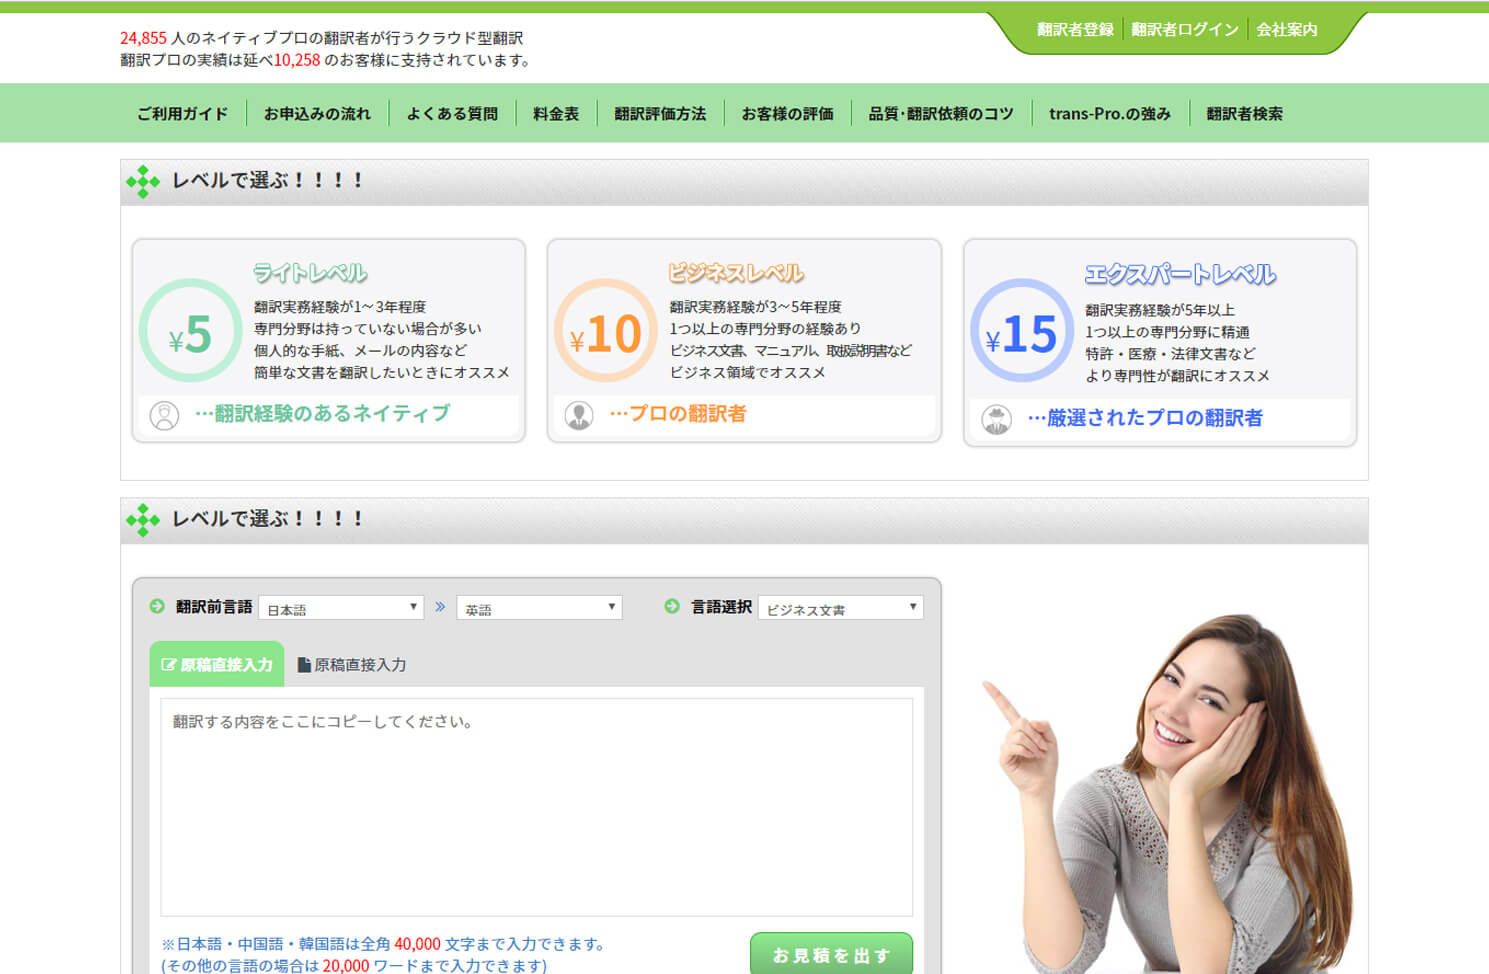 翻訳者登録 翻訳者ログイン 会社案内
24,855 人のネイティブプロの翻訳者が行うクラウド型翻訳
翻訳プロの実績は延べ10,258 のお客様に支持されています。
ご利用ガイド お申込みの流れ よくある質問 料金表 翻訳評価方法 お客様の評価 品質･翻訳依頼のコツ trans-Pro.の強み 翻訳者検索
レベルで選ぶ！！！！
ライトレベル
¥5
翻訳実務経験が1〜3年程度
専門分野は持っていない場合が多い
個人的な手紙、メールの内容など
簡単な文書を翻訳したいときにオススメ
…翻訳経験のあるネイティブ
ビジネスレベル
¥10
翻訳実務経験が3〜5年程度
1つ以上の専門分野の経験あり
ビジネス文書、マニュアル、取扱説明書など
ビジネス領域でオススメ
…プロの翻訳者
エクスパートレベル
¥15
翻訳実務経験が5年以上
1つ以上の専門分野に精通
特許・医療・法律文書など
より専門性が翻訳にオススメ
…厳選されたプロの翻訳者
レベルで選ぶ！！！！
翻訳前言語 日本語 » 英語 言語選択 ビジネス文書
原稿直接入力 原稿直接入力
翻訳する内容をここにコピーしてください。
※日本語・中国語・韓国語は全角 40,000 文字まで入力できます。
(その他の言語の場合は 20,000 ワードまで入力できます)
お見積を出す